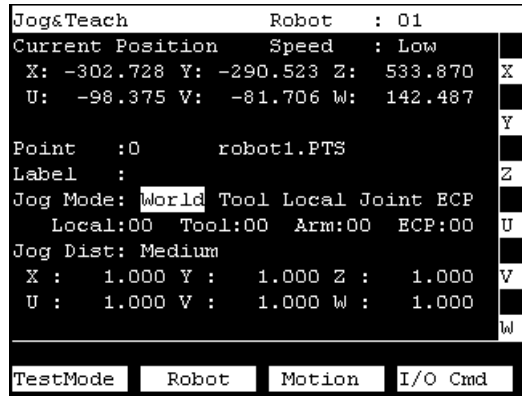 Jog&Teach Robot : 01
Current Position Speed : Low
X: -302.728 Y: -290.523 Z: 533.870 X
U: -98.375 V: -81.706 W: 142.487
Y
Point :0 robot1.PTS
Label : Z
Jog Mode: World Tool Local Joint ECP
Local:00 Tool:00 Arm:00 ECP:00 U
Jog Dist: Medium
X : 1.000 Y : 1.000 Z : 1.000 V
U : 1.000 V : 1.000 W : 1.000
W
TestMode Robot Motion I/O Cmd